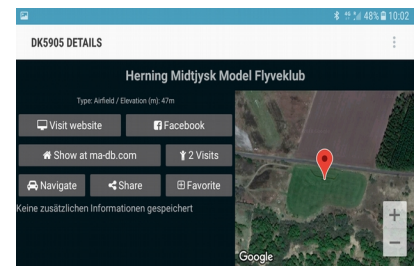 48% 10:02
DK5905 DETAILS
Herning Midtjysk Model Flyveklub
Type: Airfield / Elevation (m): 47m
Visit website
Facebook
Show at ma-db.com
2 Visits
Navigate
Share
Favorite
Keine zusätzlichen Informationen gespeichert
+
−
Google